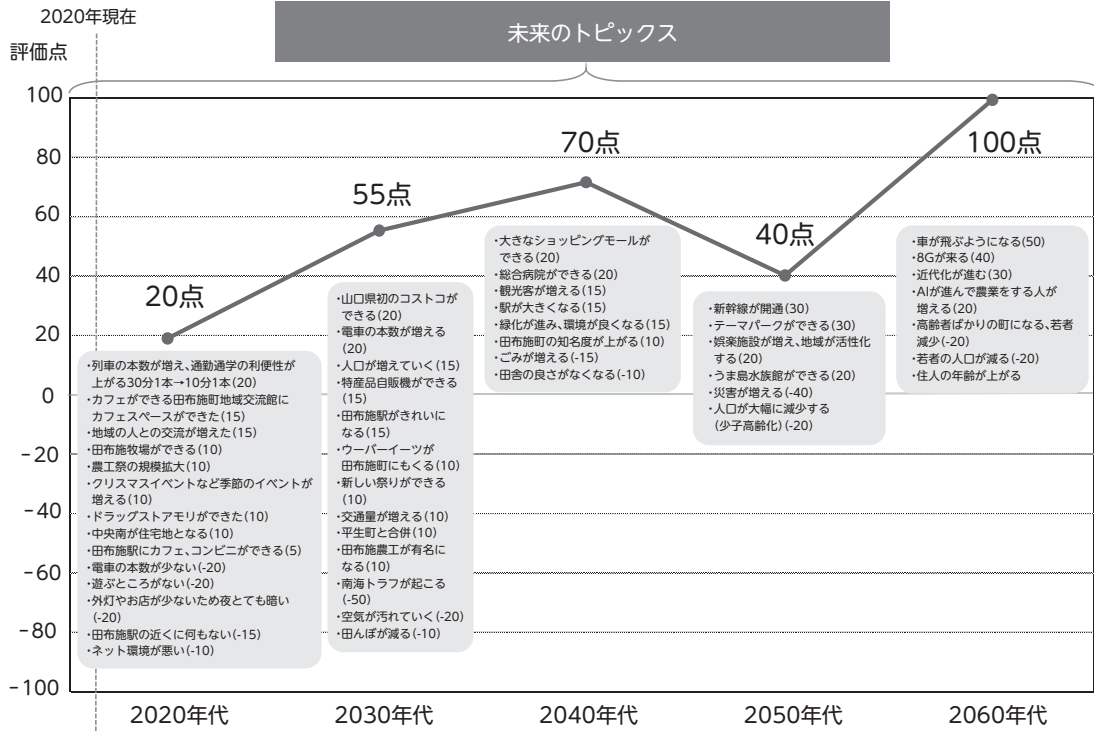 2020年現在
評価点
未来のトピックス
100
80
60
40
20
0
-20
-40
-60
-80
-100
20点
55点
70点
40点
100点
・列車の本数が増え、通勤通学の利便性が
上がる30分1本→10分1本(20)
・カフェができる田布施町地域交流館に
カフェスペースができた(15)
・地域の人との交流が増えた(15)
・田布施牧場ができる(10)
・農工祭の規模拡大(10)
・クリスマスイベントなど季節のイベントが
増える(10)
・ドラッグストアモリができた(10)
・中央南が住宅地となる(10)
・田布施駅にカフェ、コンビニができる(5)
・電車の本数が少ない(-20)
・遊ぶところがない(-20)
・外灯やお店が少ないため夜とても暗い
(-20)
・田布施駅の近くに何もない(-15)
・ネット環境が悪い(-10)
・山口県初のコストコが
できる(20)
・電車の本数が増える
(20)
・人口が増えていく(15)
・特産品自販機ができる
(15)
・田布施駅がきれいに
なる(15)
・ウーバーイーツが
田布施町にもくる(10)
・新しい祭りができる
(10)
・交通量が増える(10)
・平生町と合併(10)
・田布施農工が有名に
なる(10)
・南海トラフが起こる
(-50)
・空気が汚れていく(-20)
・田んぼが減る(-10)
・大きなショッピングモールが
できる(20)
・総合病院ができる(20)
・観光客が増える(15)
・駅が大きくなる(15)
・緑化が進み、環境が良くなる(15)
・田布施町の知名度が上がる(10)
・ごみが増える(-15)
・田舎の良さがなくなる(-10)
・新幹線が開通(30)
・テーマパークができる(30)
・娯楽施設が増え、地域が活性化
する(20)
・うま島水族館ができる(20)
・災害が増える(-40)
・人口が大幅に減少する
(少子高齢化)(-20)
・車が飛ぶようになる(50)
・8Gが来る(40)
・近代化が進む(30)
・AIが進んで農業をする人が
増える(20)
・高齢者ばかりの町になる、若者
減少(-20)
・若者の人口が減る(-20)
・住人の年齢が上がる
2020年代
2030年代
2040年代
2050年代
2060年代